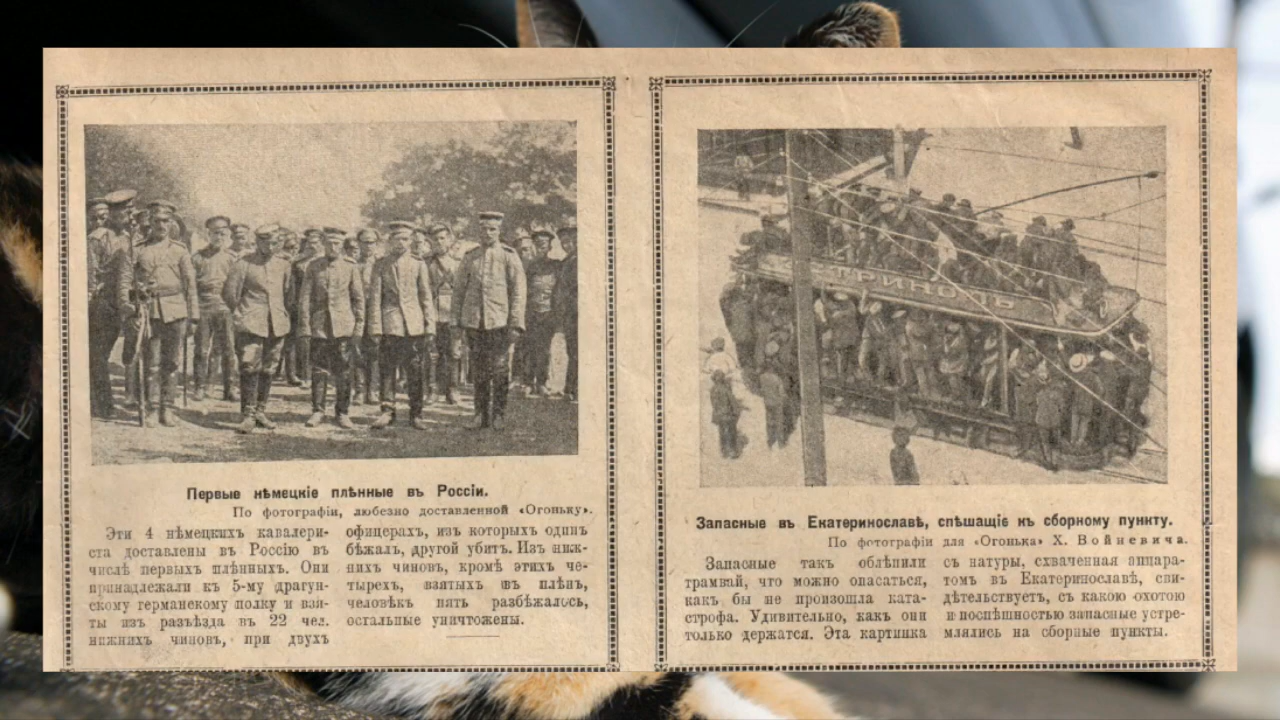 Первые нѣмецкіе плѣнные въ Россіи.
По фотографіи, любезно доставленной «Огоньку».
Эти 4 нѣмецкихъ кавалери-
ста доставлены въ Россію въ
числѣ первыхъ плѣнныхъ. Они
принадлежали къ 5-му драгун-
скому германскому полку и взя-
ты изъ разъѣзда въ 22 чел.
нижнихъ чиновъ, при двухъ
офицерахъ, изъ которыхъ одинъ
бѣжалъ, другой убитъ. Изъ ниж-
нихъ чиновъ, кромѣ этихъ че-
тырехъ, взятыхъ въ плѣнъ,
человѣкъ пять разбѣжалось,
остальные уничтожены.
ТРИНОЛЬ
Запасные въ Екатеринославѣ, спѣшащіе къ сборному пункту.
По фотографіи для «Огонька» Х. Войневича.
Запасные такъ облѣпили
трамвай, что можно опасаться,
какъ бы не произошла ката-
строфа. Удивительно, какъ они
только держатся. Эта картинка
съ натуры, схваченная аппара-
томъ въ Екатеринославѣ, сви-
дѣтельствуетъ, съ какою охотою
и поспѣшностью запасные устре-
млялись на сборные пункты.